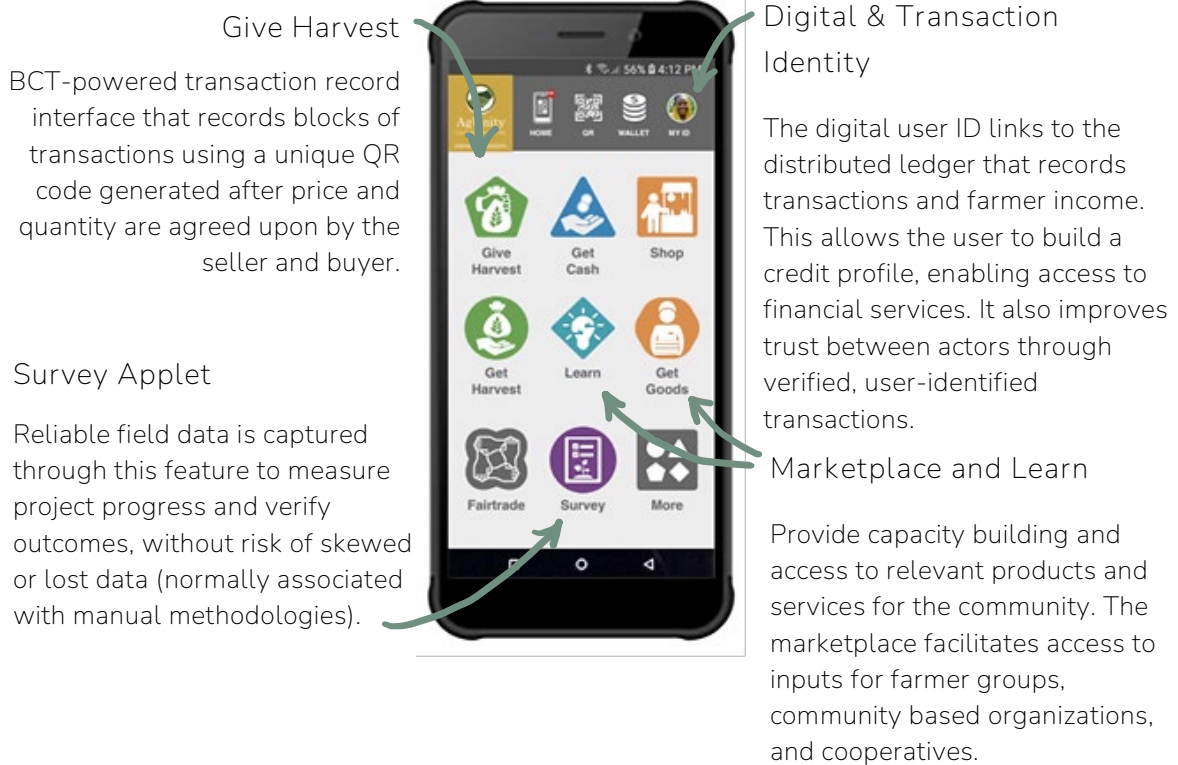 Give Harvest
BCT-powered transaction record
interface that records blocks of
transactions using a unique QR
code generated after price and
quantity are agreed upon by the
seller and buyer.
Survey Applet
Reliable field data is captured
through this feature to measure
project progress and verify
outcomes, without risk of skewed
or lost data (normally associated
with manual methodologies).
56% 4:12 PM
HOME
QR
WALLET
MY ID
Give
Harvest
Get
Cash
Shop
Get
Harvest
Learn
Get
Goods
Fairtrade
Survey
More
Digital & Transaction
Identity
The digital user ID links to the
distributed ledger that records
transactions and farmer income.
This allows the user to build a
credit profile, enabling access to
financial services. It also improves
trust between actors through
verified, user-identified
transactions.
Marketplace and Learn
Provide capacity building and
access to relevant products and
services for the community. The
marketplace facilitates access to
inputs for farmer groups,
community based organizations,
and cooperatives.